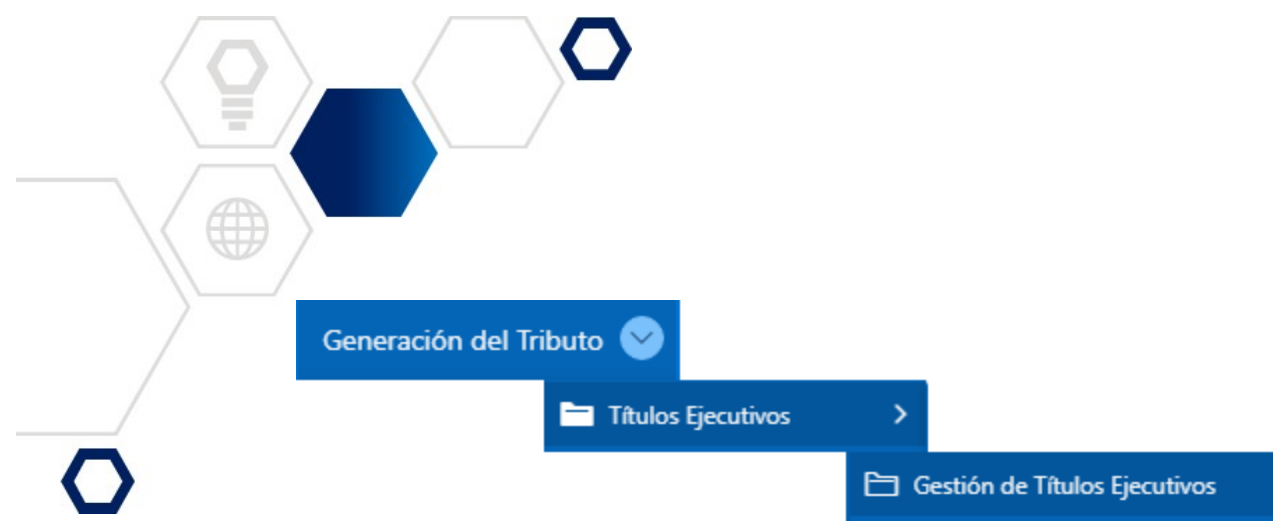 Generación del Tributo
Títulos Ejecutivos
Gestión de Títulos Ejecutivos